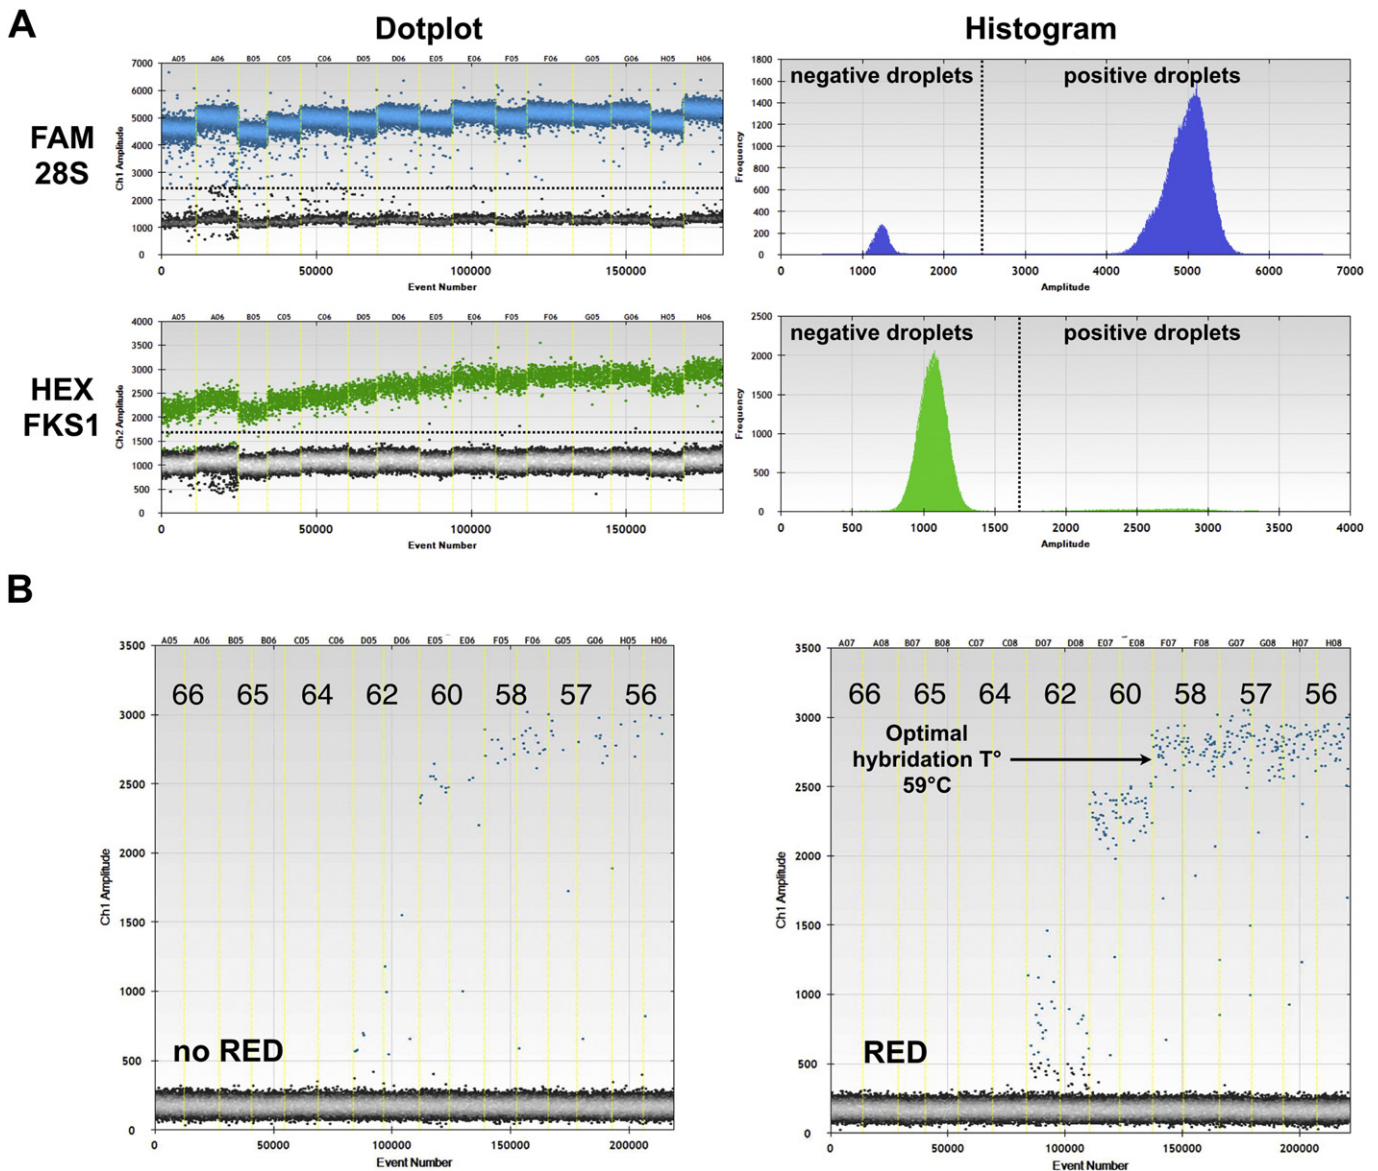 A
Dotplot
Histogram
FAM
28S
A05 A06 B05 C05 C06 D05 D06 E05 E06 F05 F06 G05 G06 H05 H06
7000
6000
5000
4000
3000
2000
1000
0
Ch1 Amplitude
0 50000 100000 150000
Event Number
negative droplets
positive droplets
1800
1600
1400
1200
1000
800
600
400
200
0
Frequency
0 1000 2000 3000 4000 5000 6000 7000
Amplitude
HEX
FKS1
A05 A06 B05 C05 C06 D05 D06 E05 E06 F05 F06 G05 G06 H05 H06
4000
3500
3000
2500
2000
1500
1000
500
0
Ch2 Amplitude
0 50000 100000 150000
Event Number
negative droplets
positive droplets
2500
2000
1500
1000
500
0
Frequency
0 500 1000 1500 2000 2500 3000 3500 4000
Amplitude
B
A05 A06 B05 B06 C05 C06 D05 D06 E05 E06 F05 F06 G05 G06 H05 H06
3500
3000
2500
2000
1500
1000
500
0
Ch1 Amplitude
66 65 64 62 60 58 57 56
no RED
0 50000 100000 150000 200000
Event Number
A07 A08 B07 B08 C07 C08 D07 D08 E07 E08 F07 F08 G07 G08 H07 H08
3500
3000
2500
2000
1500
1000
500
0
Ch1 Amplitude
66 65 64 62 60 58 57 56
Optimal
hybridation T°
59°C
RED
0 50000 100000 150000 200000
Event Number